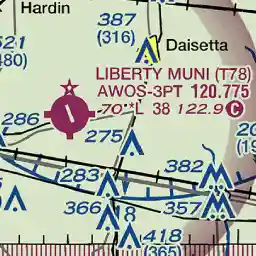 Hardin
387
(316)
Daisetta
521
480)
LIBERTY MUNI (T78)
AWOS-3PT 120.775
70 *L 38 122.9 C
286
275
283
382
366
357
418
(365)